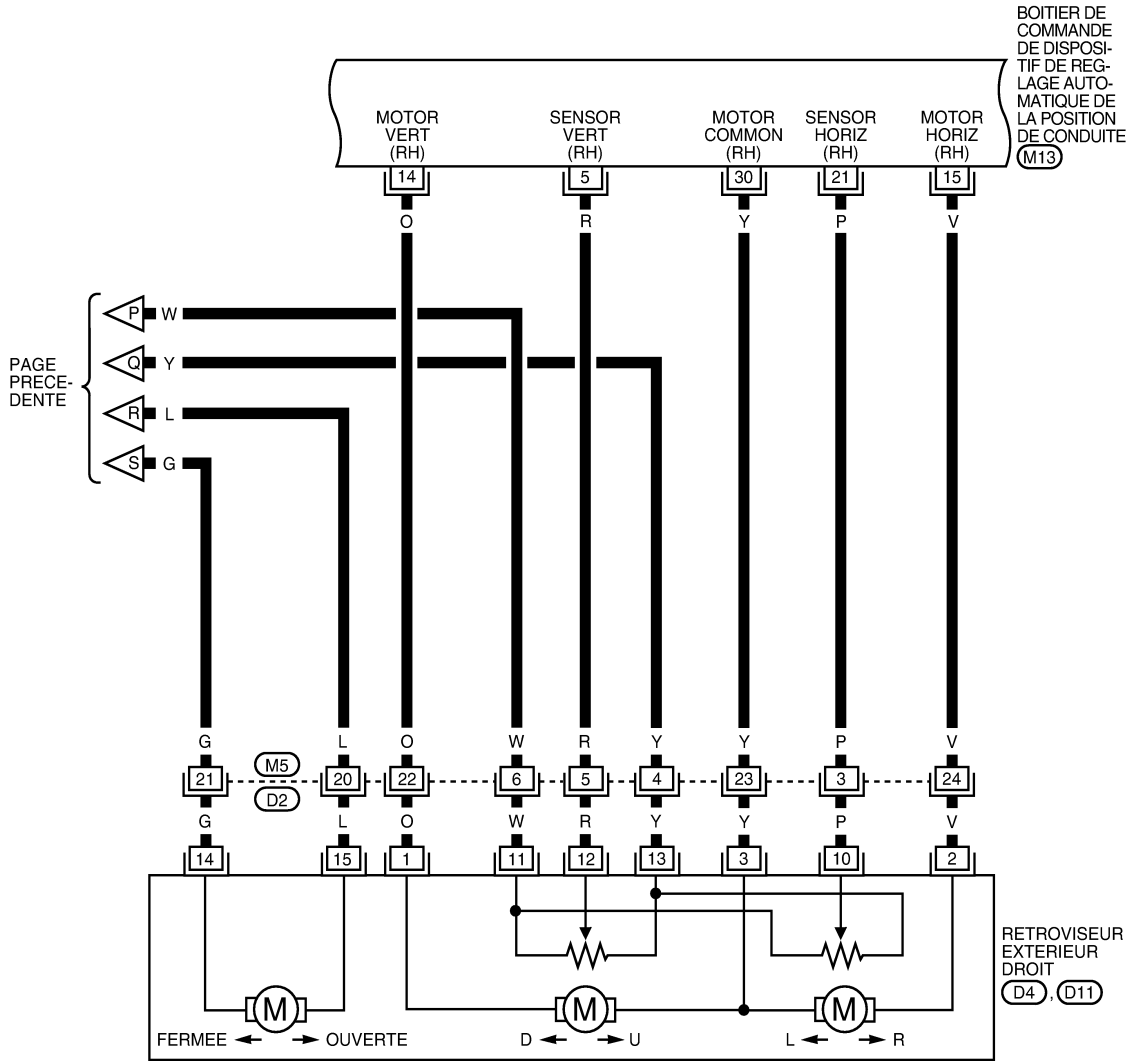 BOITIER DE
COMMANDE
DE DISPOSI-
TIF DE REG-
LAGE AUTO-
MATIQUE DE
LA POSITION
DE CONDUITE
M13
MOTOR
VERT
(RH)
SENSOR
VERT
(RH)
MOTOR
COMMON
(RH)
SENSOR
HORIZ
(RH)
MOTOR
HORIZ
(RH)
14 5 30 21 15
O R Y P V
PAGE
PRECE-
DENTE
P W
Q Y
R L
S G
G L O W R Y Y P V
M5
21 20 22 6 5 4 23 3 24
D2
G L O W R Y Y P V
14 15 1 11 12 13 3 10 2
RETROVISEUR
EXTERIEUR
DROIT
D4 , D11
M M M
FERMEE OUVERTE D U L R